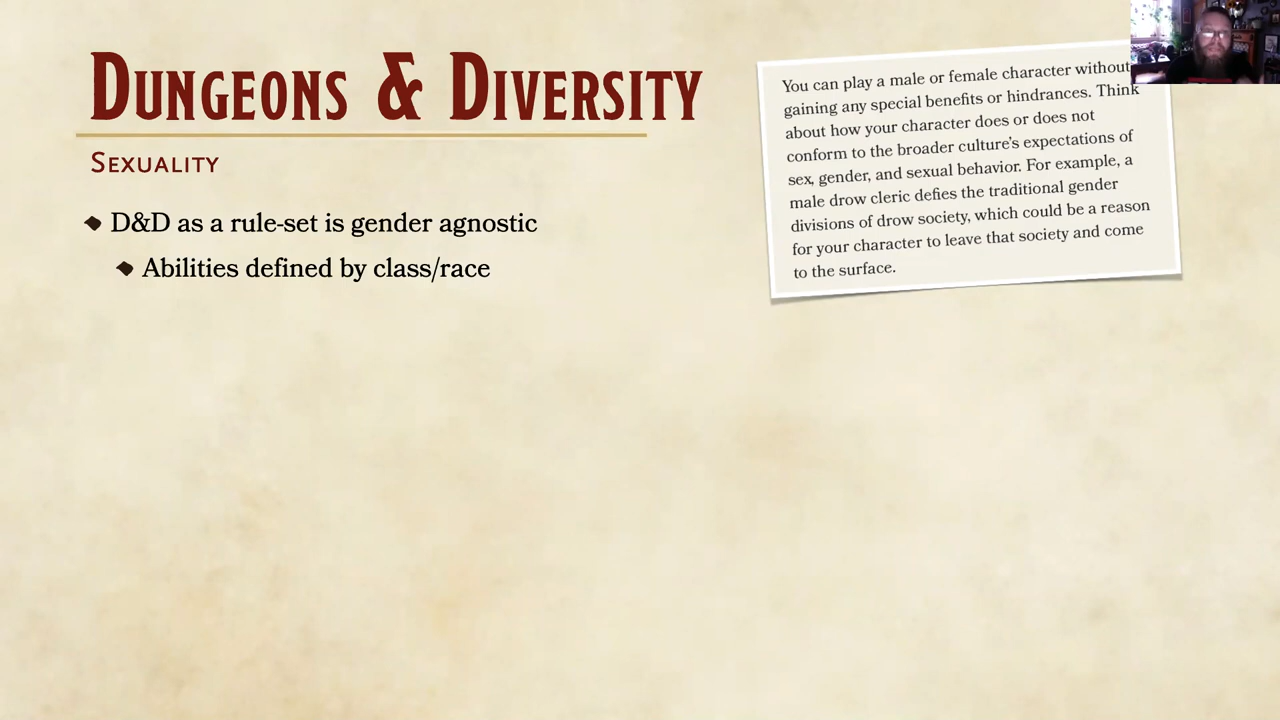 Dungeons & Diversity
Sexuality
D&D as a rule-set is gender agnostic
Abilities defined by class/race
You can play a male or female character without
gaining any special benefits or hindrances. Think
about how your character does or does not
conform to the broader culture's expectations of
sex, gender, and sexual behavior. For example, a
male drow cleric defies the traditional gender
divisions of drow society, which could be a reason
for your character to leave that society and come
to the surface.